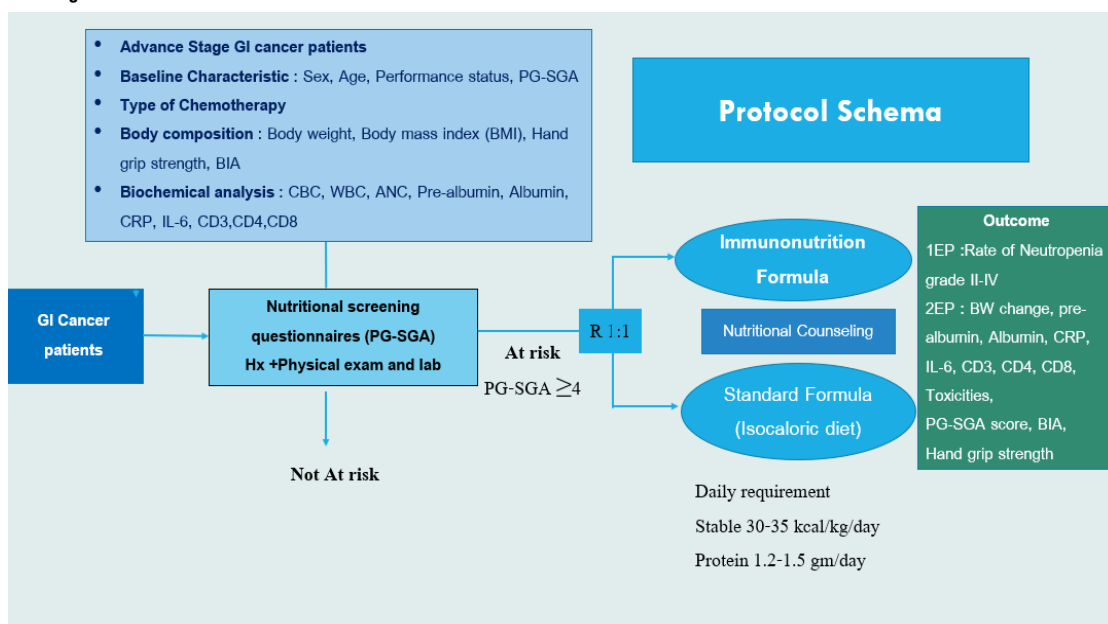 • Advance Stage GI cancer patients
• Baseline Characteristic : Sex, Age, Performance status, PG-SGA
• Type of Chemotherapy
• Body composition : Body weight, Body mass index (BMI), Hand
grip strength, BIA
• Biochemical analysis : CBC, WBC, ANC, Pre-albumin, Albumin,
CRP, IL-6, CD3,CD4,CD8
Protocol Schema
GI Cancer
patients
Nutritional screening
questionnaires (PG-SGA)
Hx +Physical exam and lab
At risk
PG-SGA ≥4
Not At risk
R 1:1
Immunonutrition
Formula
Nutritional Counseling
Standard Formula
(Isocaloric diet)
Daily requirement
Stable 30-35 kcal/kg/day
Protein 1.2-1.5 gm/day
Outcome
1EP :Rate of Neutropenia
grade II-IV
2EP : BW change, pre-
albumin, Albumin, CRP,
IL-6, CD3, CD4, CD8,
Toxicities,
PG-SGA score, BIA,
Hand grip strength